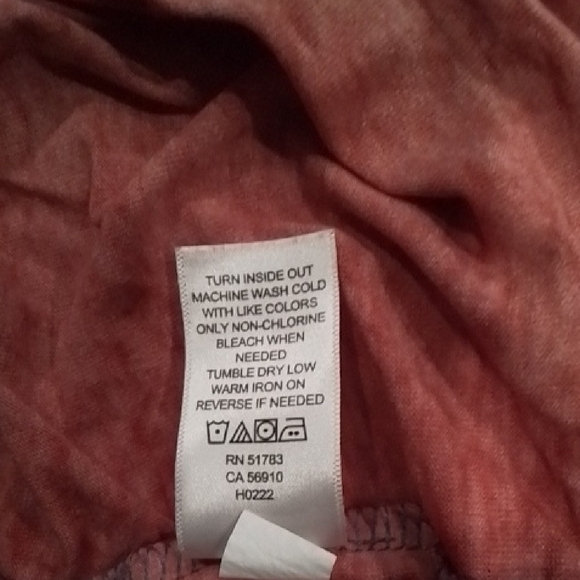 TURN INSIDE OUT
MACHINE WASH COLD
WITH LIKE COLORS
ONLY NON-CHLORINE
BLEACH WHEN
NEEDED
TUMBLE DRY LOW
WARM IRON ON
REVERSE IF NEEDED
RN 51783
CA 56910
H0222